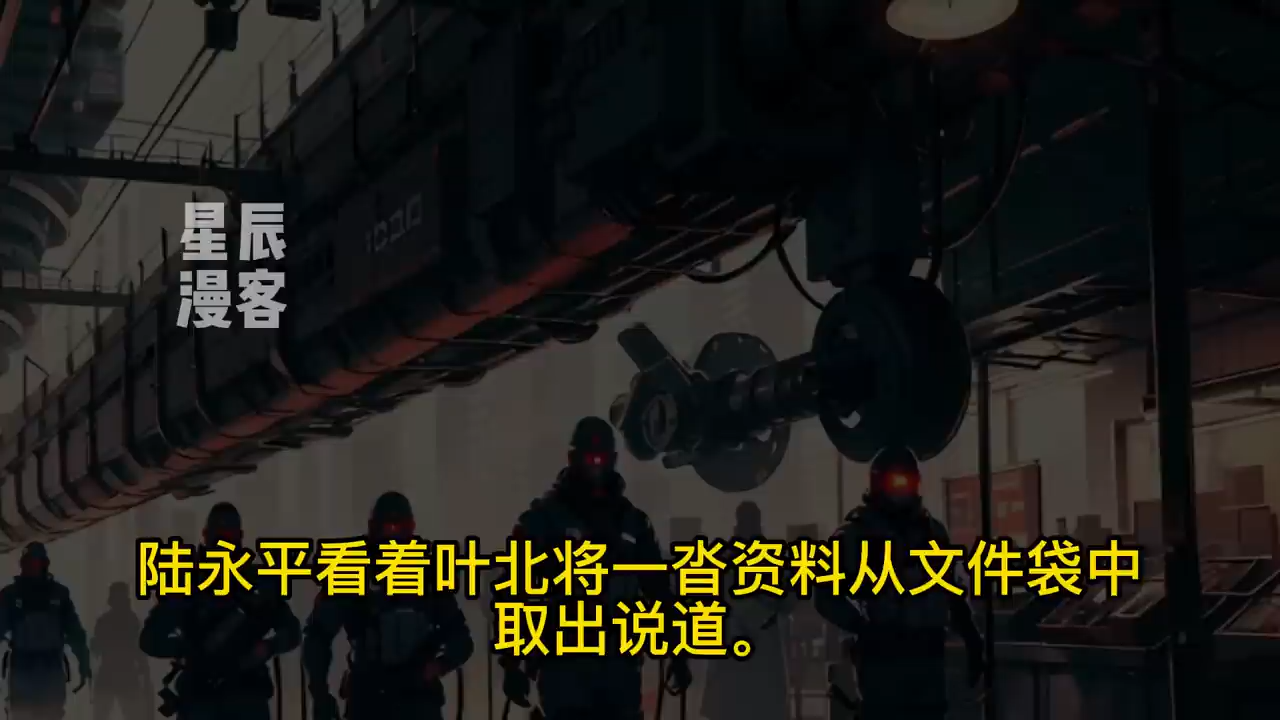 星辰
漫客
陆永平看着叶北将一沓资料从文件袋中
取出说道。